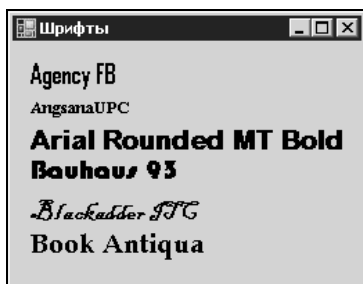 Шрифты
Agency FB
AngsanaUPC
Arial Rounded MT Bold
Bauhaus 93
Blackadder ITC
Book Antiqua